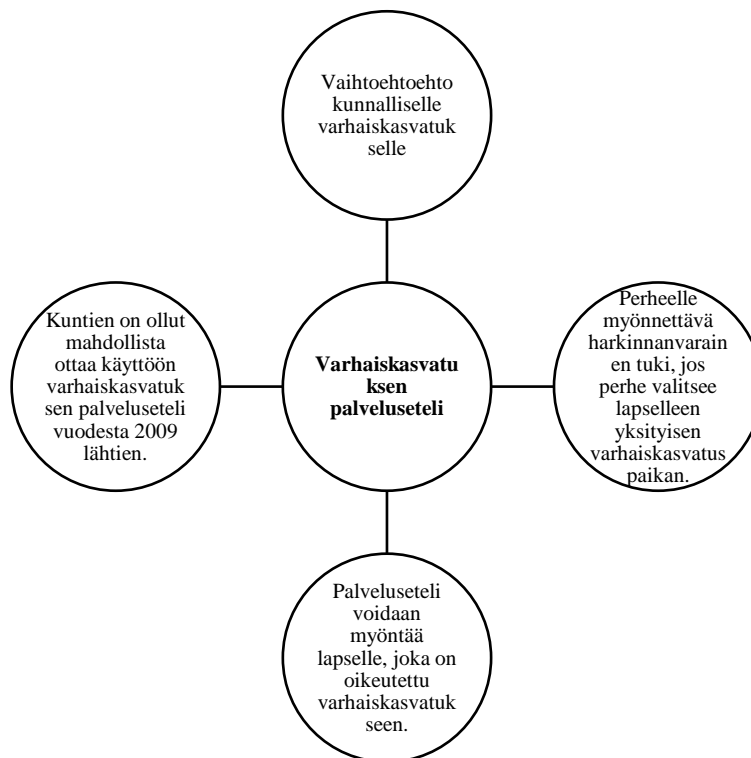 Vaihtoehtoehto
kunnalliselle
varhaiskasvatuk
selle
Kuntien on ollut
mahdollista
ottaa käyttöön
varhaiskasvatuk
sen palveluseteli
vuodesta 2009
lähtien.
Varhaiskasvatu
ksen
palveluseteli
Perheelle
myönnettävä
harkinnanvarain
en tuki, jos
perhe valitsee
lapselleen
yksityisen
varhaiskasvatus
paikan.
Palveluseteli
voidaan
myöntää
lapselle, joka on
oikeutettu
varhaiskasvatuk
seen.